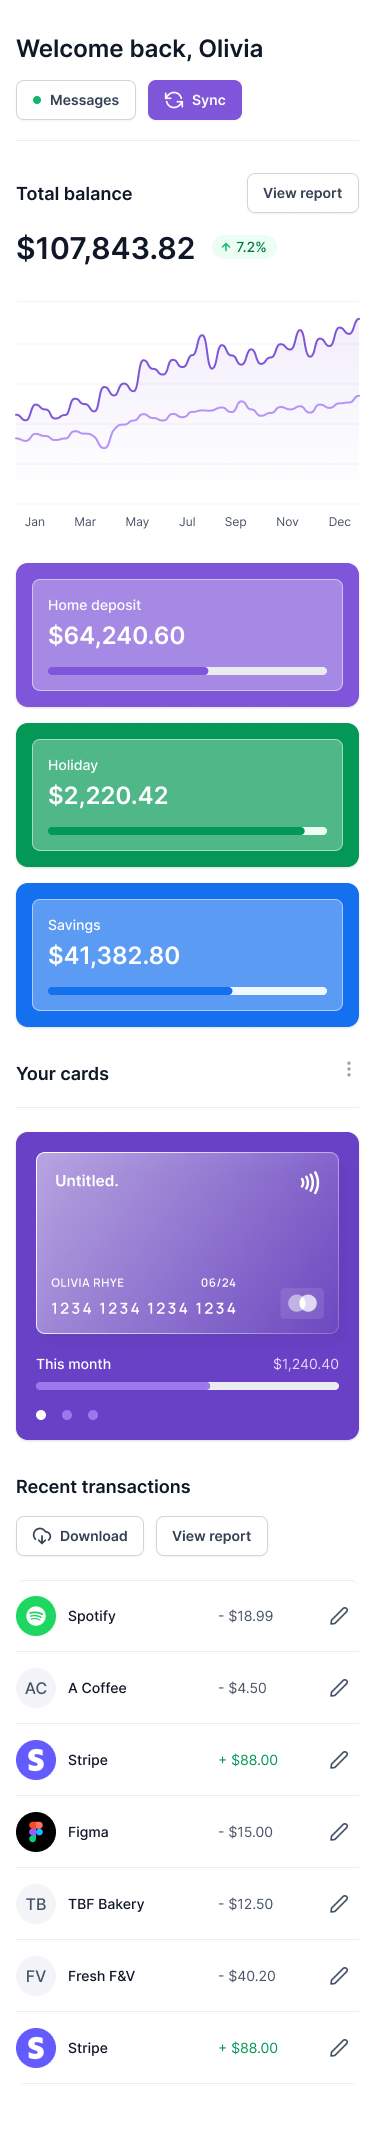 Welcome back, Olivia
Messages
Sync
Total balance
View report
$107,843.82
↑ 7.2%
Jan Mar May Jul Sep Nov Dec
Home deposit
$64,240.60
Holiday
$2,220.42
Savings
$41,382.80
Your cards
Untitled.
OLIVIA RHYE 06/24
1234 1234 1234 1234
This month $1,240.40
Recent transactions
Download
View report
Spotify - $18.99
AC A Coffee - $4.50
S Stripe + $88.00
Figma - $15.00
TB TBF Bakery - $12.50
FV Fresh F&V - $40.20
S Stripe + $88.00